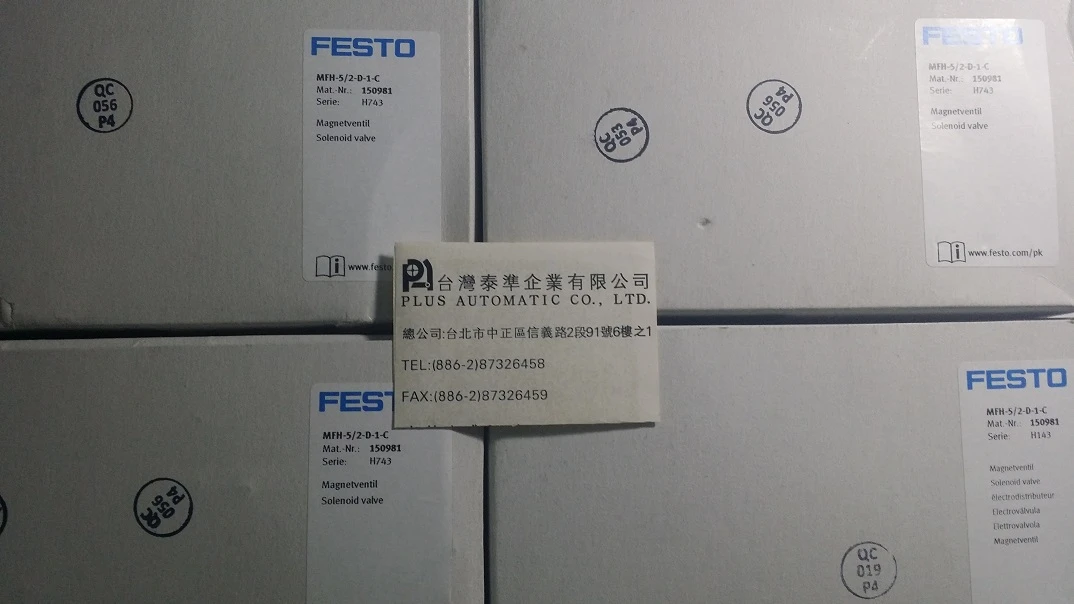 FESTO
MFH-5/2-D-1-C
Mat.-Nr.: 150981
Serie: H743
Magnetventil
Solenoid valve
www.festo
QC
056
P4
FESTO
MFH-5/2-D-1-C
Mat.-Nr.: 150981
Serie: H743
Magnetventil
Solenoid valve
www.festo.com/pk
QC
053
P4
QC
056
P4
PA台灣泰準企業有限公司
PLUS AUTOMATIC CO., LTD.
總公司:台北市中正區信義路2段91號6樓之1
TEL:(886-2)87326458
FAX:(886-2)87326459
FEST
MFH-5/2-D-1-C
Mat.-Nr.: 150981
Serie: H743
Magnetventil
Solenoid valve
QC
056
P4
FESTO
MFH-5/2-D-1-C
Mat.-Nr.: 150981
Serie: H143
Magnetventil
Solenoid valve
électrodistributeur
Electroválvula
Elettrovalvola
Magnetventil
QC
019
P4